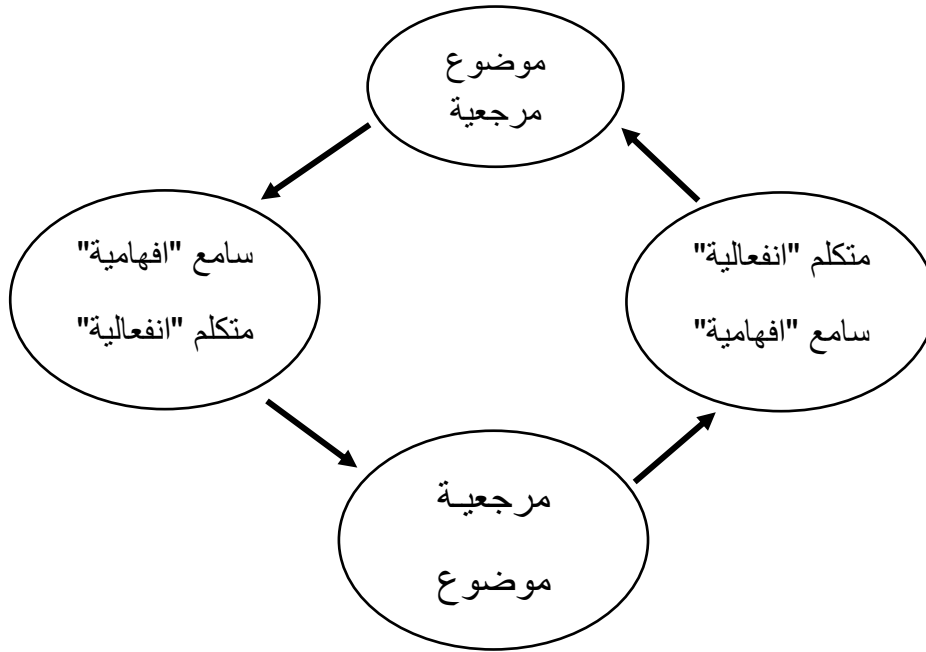 موضوع
مرجعية
متكلم "انفعالية"
سامع "افهامية"
سامع "افهامية"
متكلم "انفعالية"
مرجعيـة
موضوع